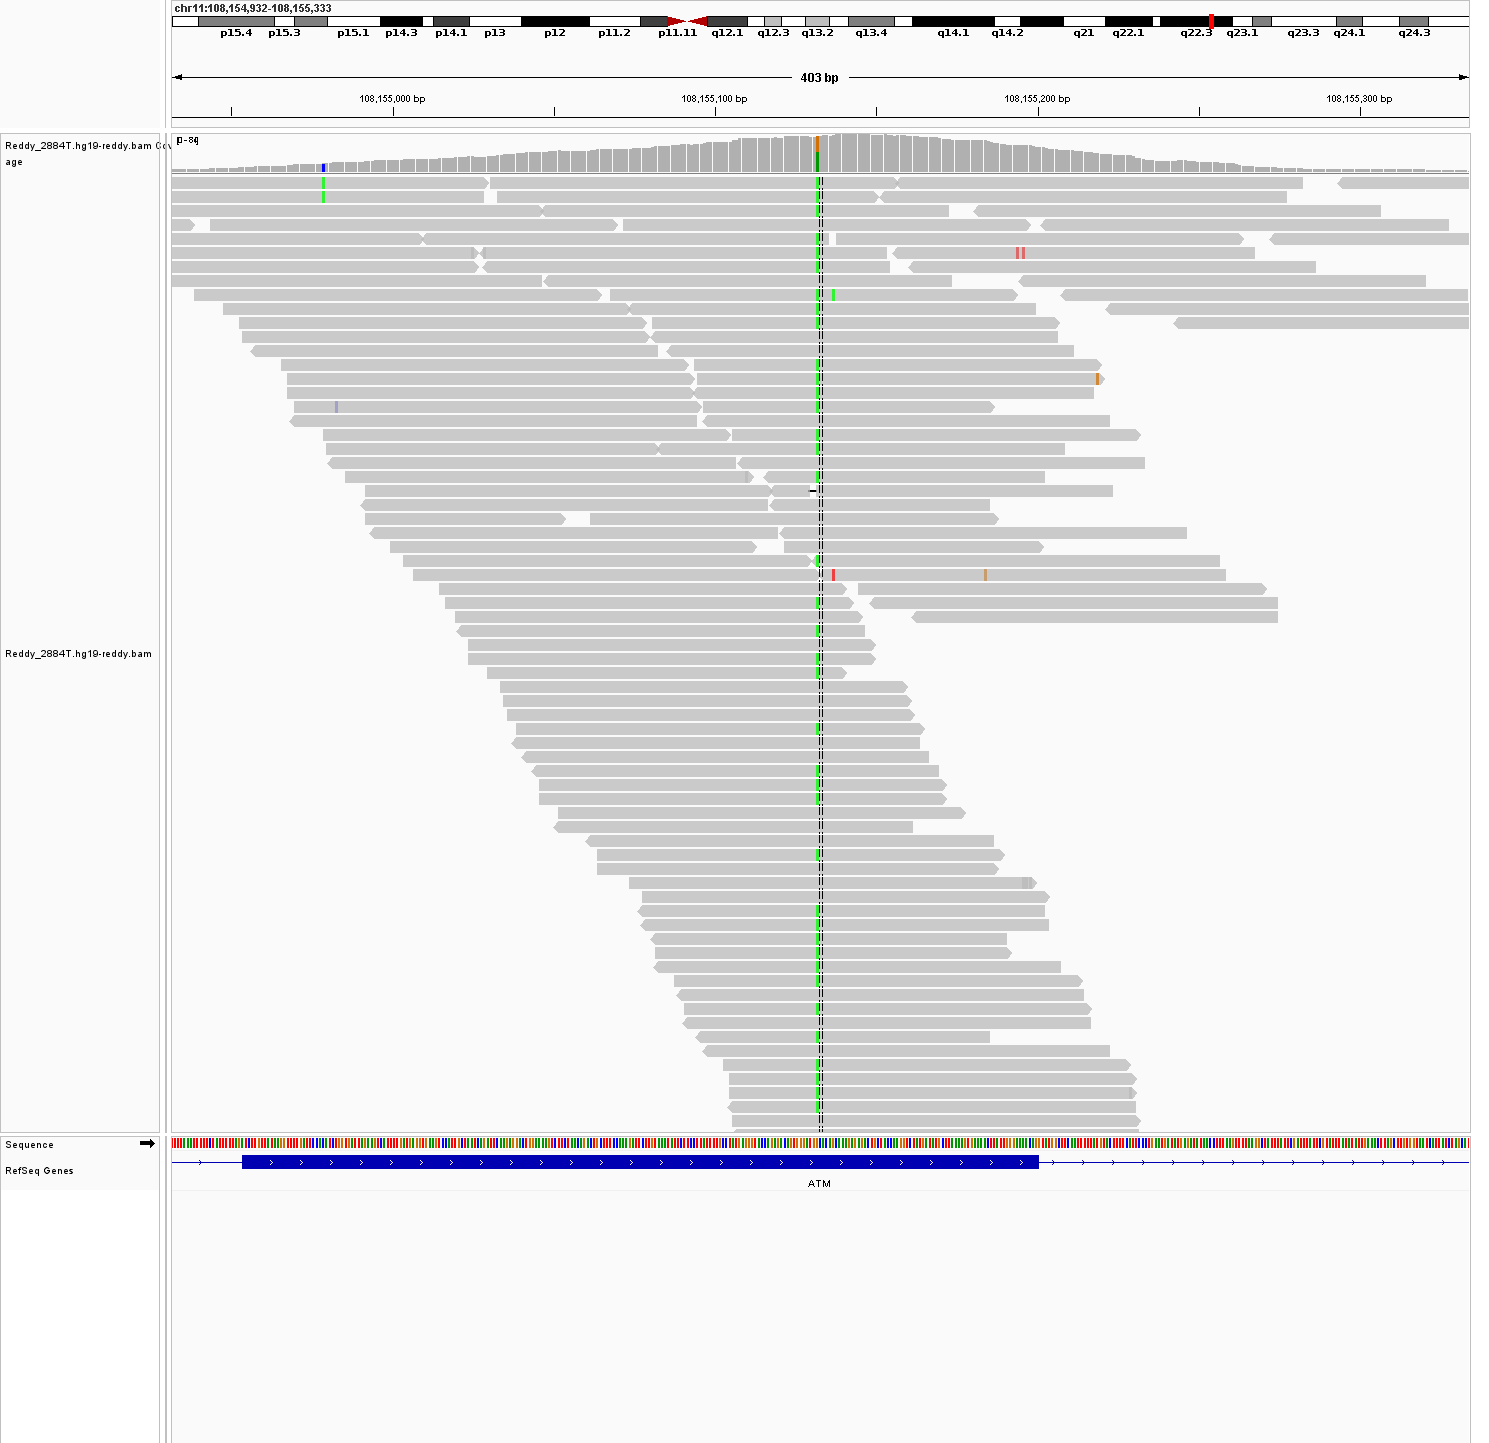 chr11:108,154,932-108,155,333
p15.4 p15.3 p15.1 p14.3 p14.1 p13 p12 p11.2 p11.11 q12.1 q12.3 q13.2 q13.4 q14.1 q14.2 q21 q22.1 q22.3 q23.1 q23.3 q24.1 q24.3
403 bp
108,155,000 bp 108,155,100 bp 108,155,200 bp 108,155,300 bp
Reddy_2884T.hg19-reddy.bam Cov
age
Reddy_2884T.hg19-reddy.bam
Sequence
RefSeq Genes
ATM